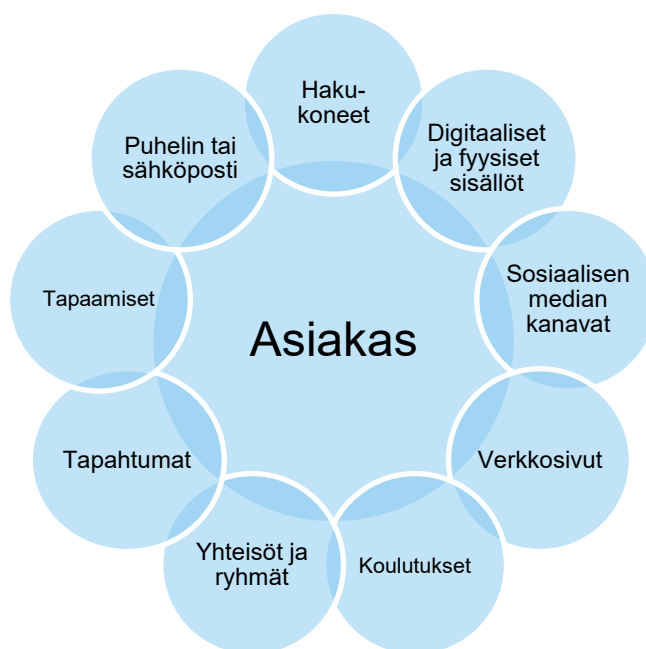 Haku-
koneet
Digitaaliset
ja fyysiset
sisällöt
Sosiaalisen
median
kanavat
Verkkosivut
Koulutukset
Yhteisöt ja
ryhmät
Tapahtumat
Tapaamiset
Puhelin tai
sähköposti
Asiakas